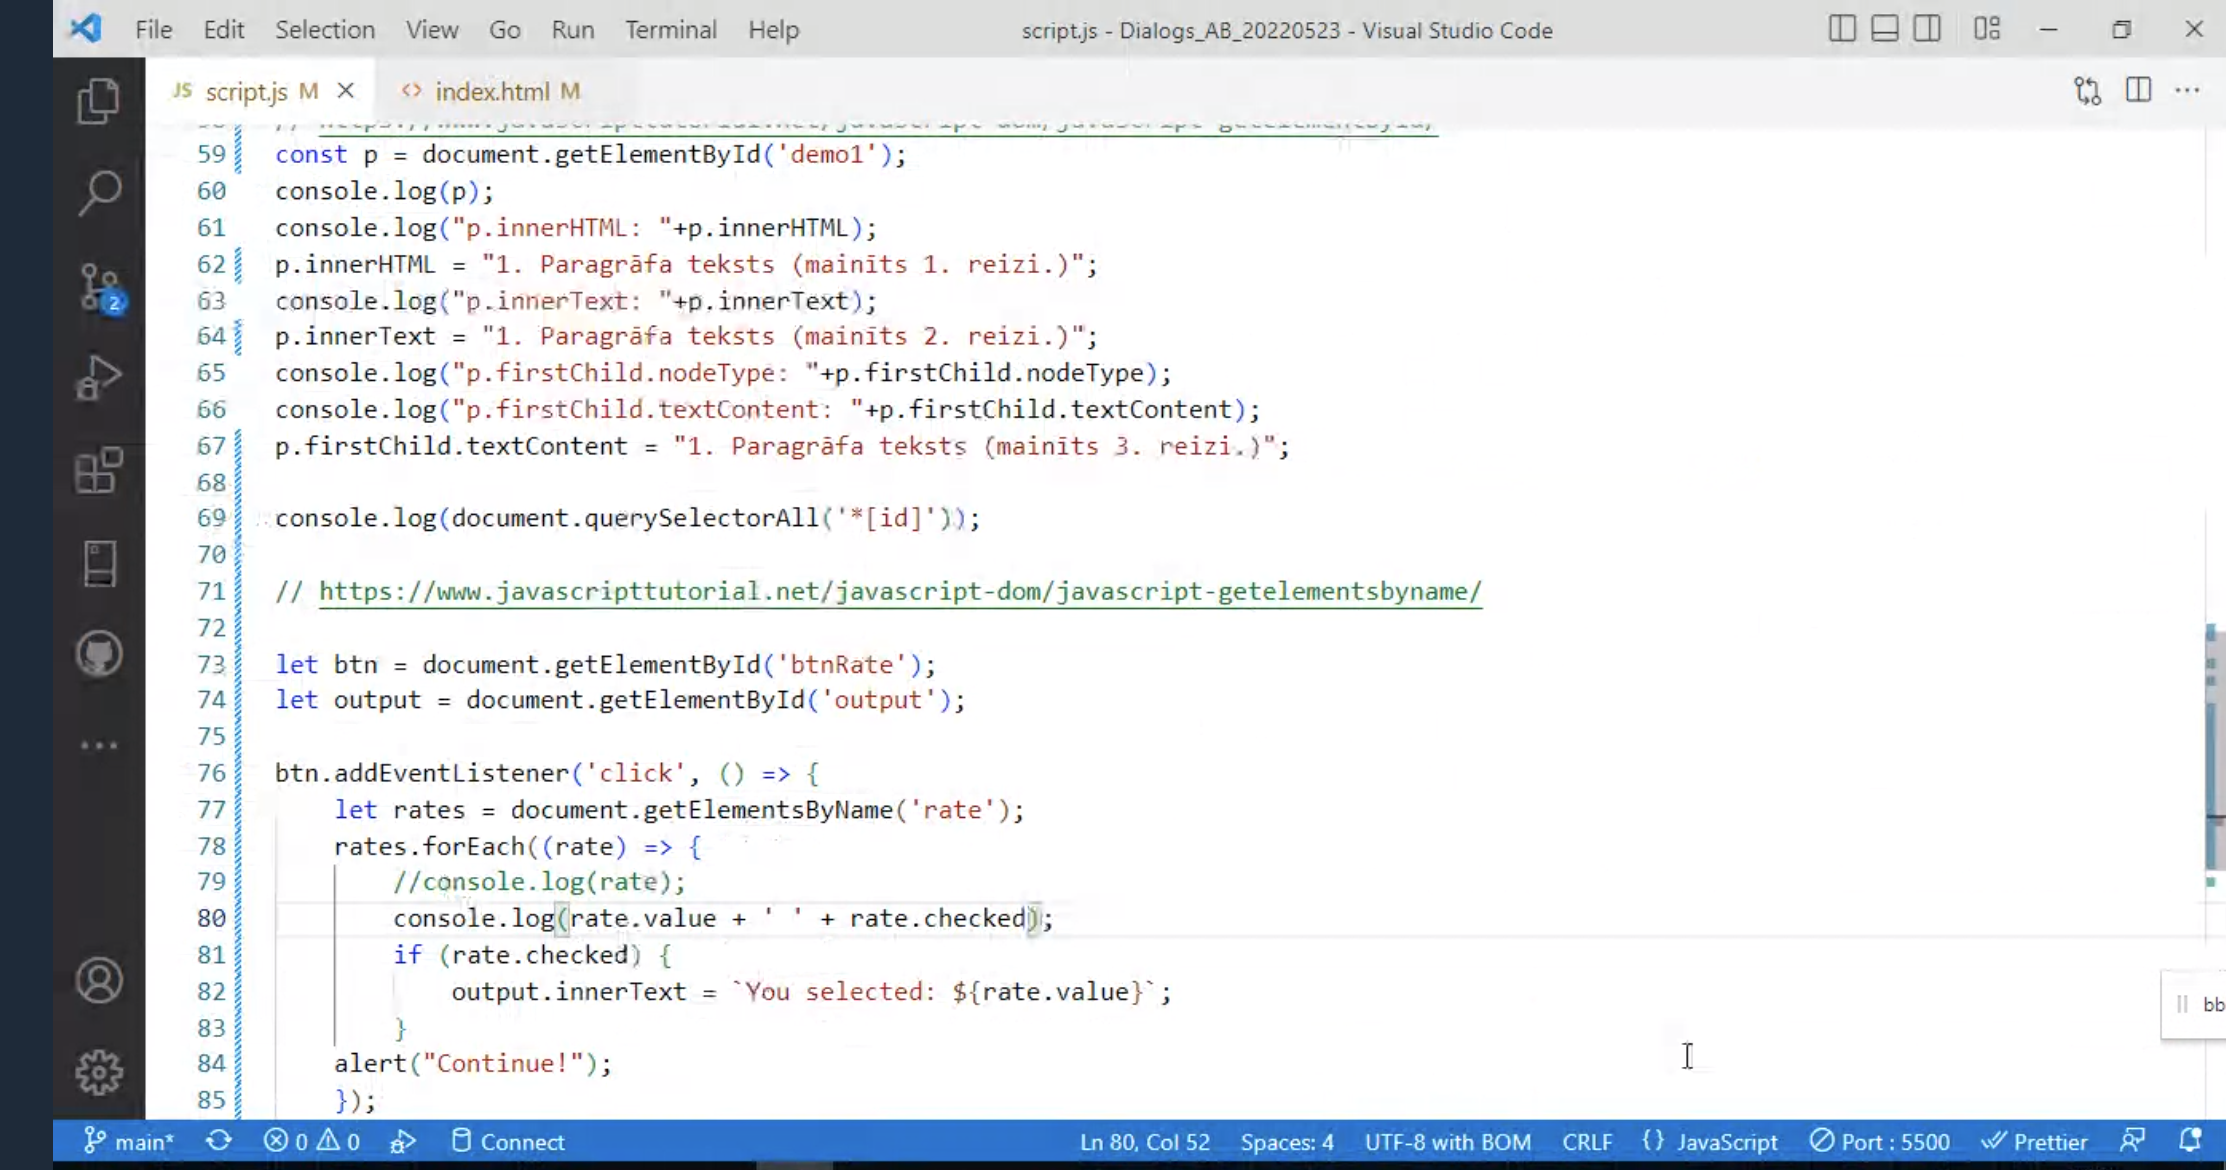 File Edit Selection View Go Run Terminal Help script.js - Dialogs_AB_20220523 - Visual Studio Code
JS script.js M × <> index.html M
// https://www.javascripttutorial.net/javascript-dom/javascript-getelementbyid/
59 const p = document.getElementById('demo1');
60 console.log(p);
61 console.log("p.innerHTML: "+p.innerHTML);
62 p.innerHTML = "1. Paragrāfa teksts (mainīts 1. reizi.)";
63 console.log("p.innerText: "+p.innerText);
64 p.innerText = "1. Paragrāfa teksts (mainīts 2. reizi.)";
65 console.log("p.firstChild.nodeType: "+p.firstChild.nodeType);
66 console.log("p.firstChild.textContent: "+p.firstChild.textContent);
67 p.firstChild.textContent = "1. Paragrāfa teksts (mainīts 3. reizi.)";
68
69 console.log(document.querySelectorAll('*[id]'));
70
71 // https://www.javascripttutorial.net/javascript-dom/javascript-getelementsbyname/
72
73 let btn = document.getElementById('btnRate');
74 let output = document.getElementById('output');
75
76 btn.addEventListener('click', () => {
77 let rates = document.getElementsByName('rate');
78 rates.forEach((rate) => {
79 //console.log(rate);
80 console.log(rate.value + ' ' + rate.checked);
81 if (rate.checked) {
82 output.innerText = `You selected: ${rate.value}`;
83 }
84 alert("Continue!");
85 });
2
bb
main* 0 0 Connect Ln 80, Col 52 Spaces: 4 UTF-8 with BOM CRLF {} JavaScript Port : 5500 Prettier